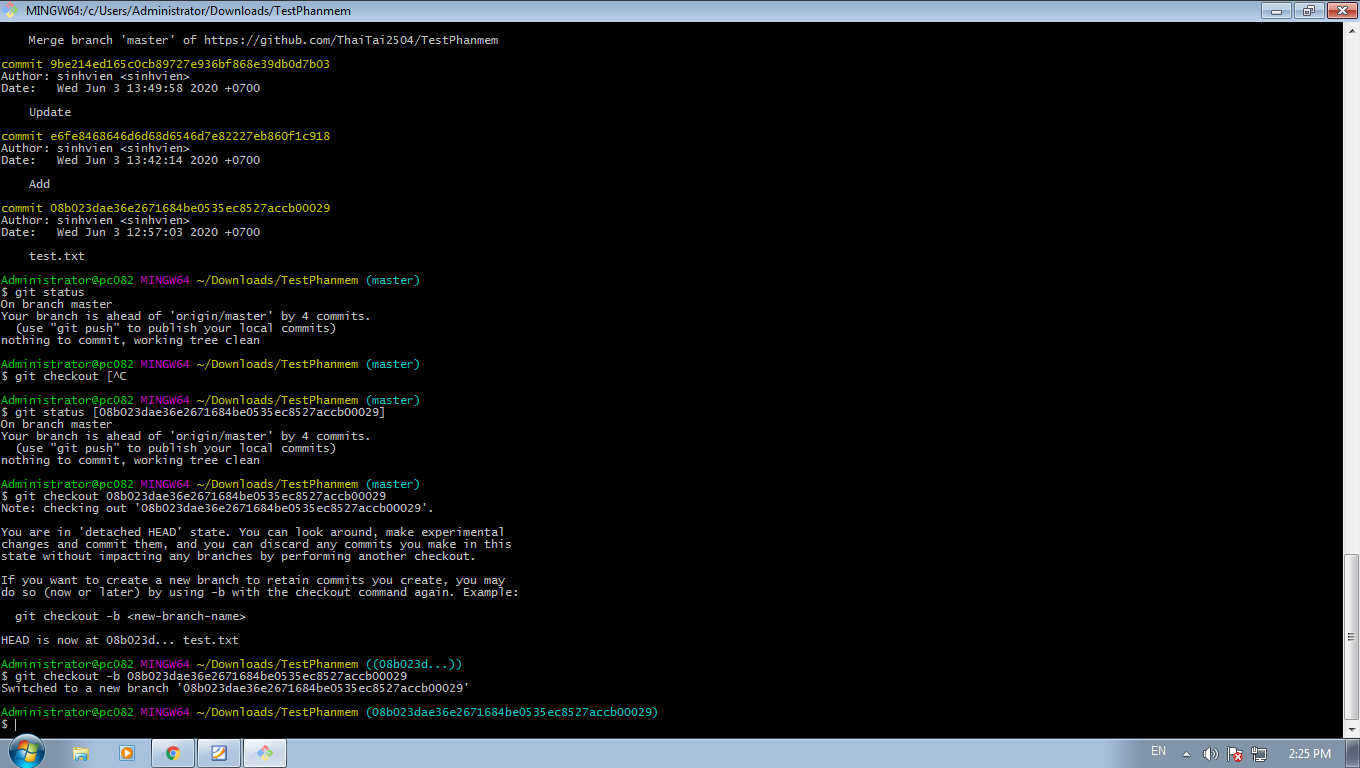 MINGW64:/c/Users/Administrator/Downloads/TestPhanmem
Merge branch 'master' of https://github.com/ThaiTai2504/TestPhanmem
commit 9be214ed165c0cb89727e936bf868e39db0d7b03
Author: sinhvien <sinhvien>
Date:   Wed Jun 3 13:49:58 2020 +0700
Update
commit e6fe8468646d6d68d6546d7e82227eb860f1c918
Author: sinhvien <sinhvien>
Date:   Wed Jun 3 13:42:14 2020 +0700
Add
commit 08b023dae36e2671684be0535ec8527accb00029
Author: sinhvien <sinhvien>
Date:   Wed Jun 3 12:57:03 2020 +0700
test.txt
Administrator@pc082 MINGW64 ~/Downloads/TestPhanmem (master)
$ git status
On branch master
Your branch is ahead of 'origin/master' by 4 commits.
(use "git push" to publish your local commits)
nothing to commit, working tree clean
Administrator@pc082 MINGW64 ~/Downloads/TestPhanmem (master)
$ git checkout [^C
Administrator@pc082 MINGW64 ~/Downloads/TestPhanmem (master)
$ git status [08b023dae36e2671684be0535ec8527accb00029]
On branch master
Your branch is ahead of 'origin/master' by 4 commits.
(use "git push" to publish your local commits)
nothing to commit, working tree clean
Administrator@pc082 MINGW64 ~/Downloads/TestPhanmem (master)
$ git checkout 08b023dae36e2671684be0535ec8527accb00029
Note: checking out '08b023dae36e2671684be0535ec8527accb00029'.
You are in 'detached HEAD' state. You can look around, make experimental
changes and commit them, and you can discard any commits you make in this
state without impacting any branches by performing another checkout.
If you want to create a new branch to retain commits you create, you may
do so (now or later) by using -b with the checkout command again. Example:
git checkout -b <new-branch-name>
HEAD is now at 08b023d... test.txt
Administrator@pc082 MINGW64 ~/Downloads/TestPhanmem ((08b023d...))
$ git checkout -b 08b023dae36e2671684be0535ec8527accb00029
Switched to a new branch '08b023dae36e2671684be0535ec8527accb00029'
Administrator@pc082 MINGW64 ~/Downloads/TestPhanmem (08b023dae36e2671684be0535ec8527accb00029)
$
EN
2:25 PM